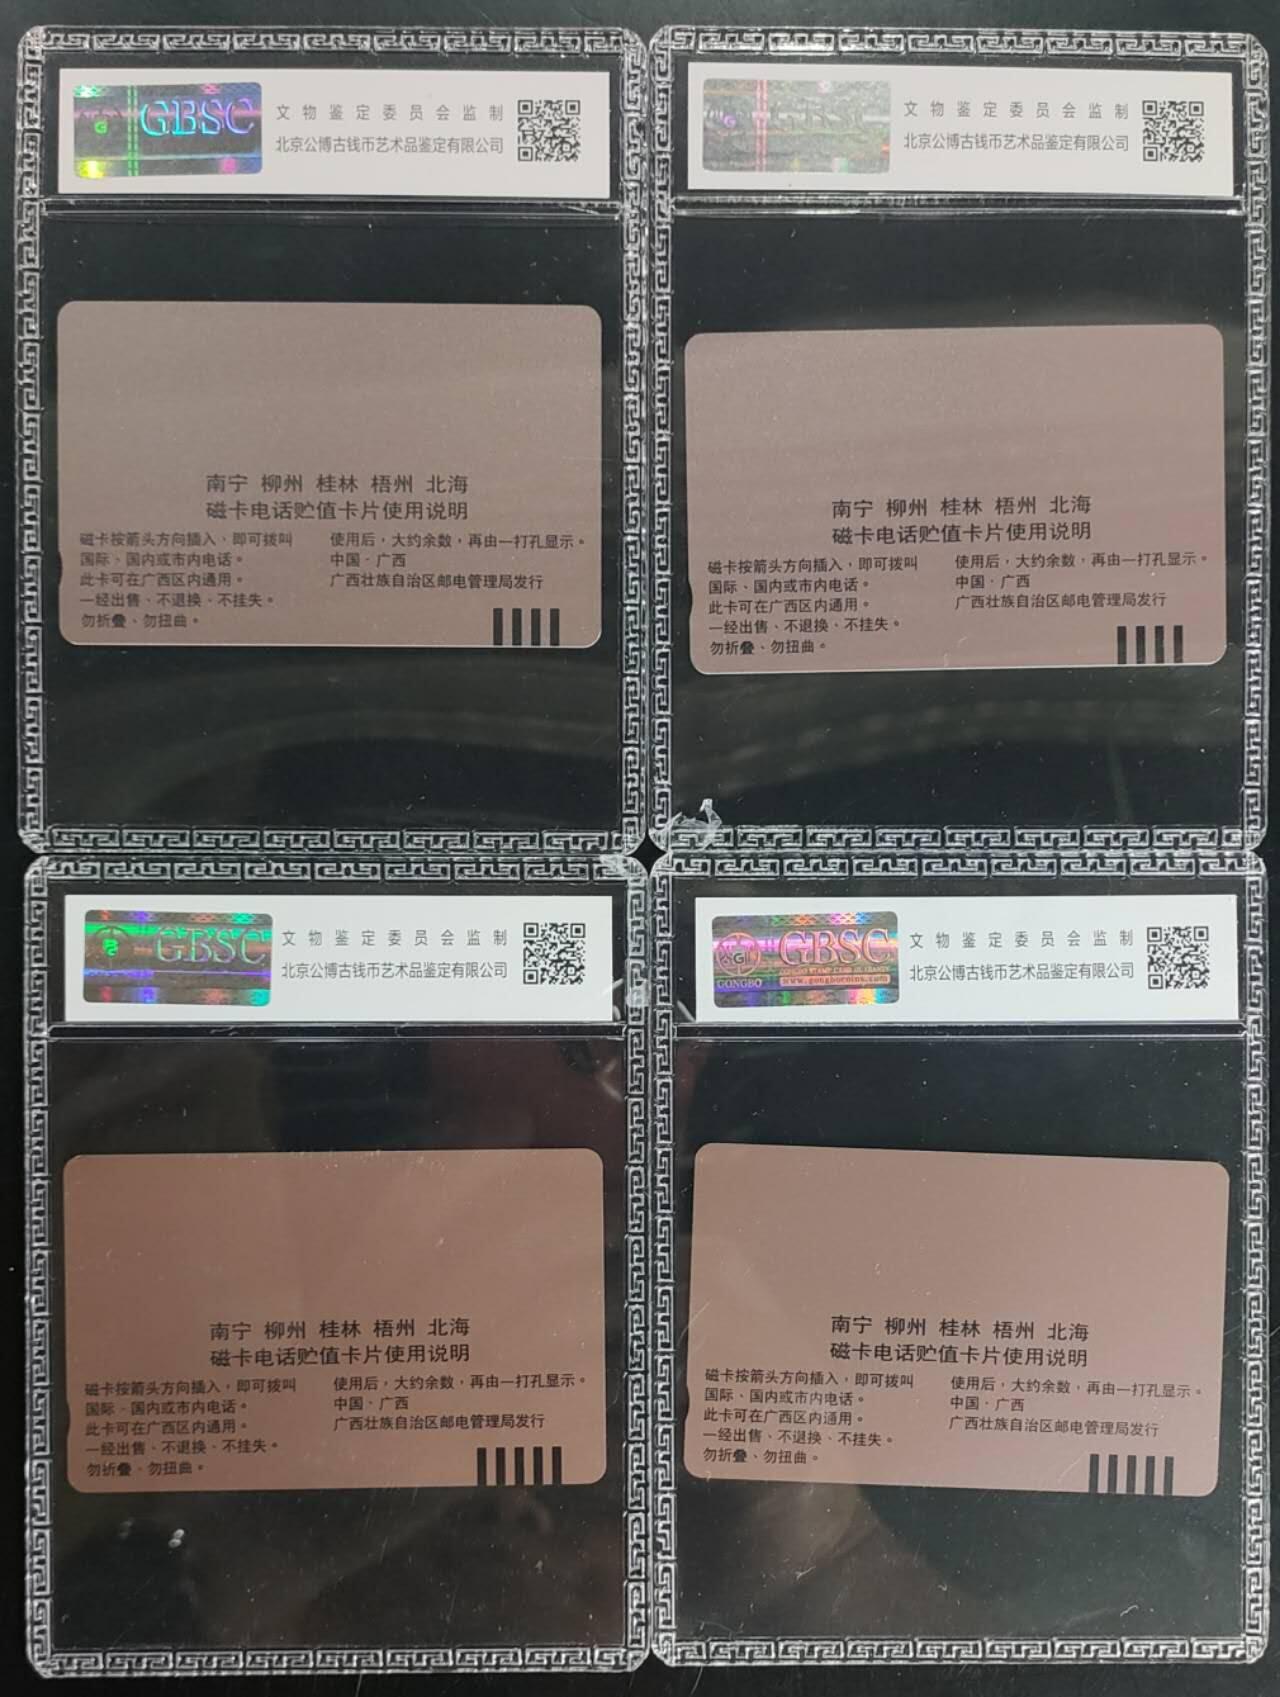 GBSC
文物鉴定委员会监制
北京公博古钱币艺术品鉴定有限公司
南宁 柳州 桂林 梧州 北海
磁卡电话贮值卡片使用说明
磁卡按箭头方向插入，即可拨叫
国际、国内或市内电话。
此卡可在广西区内通用。
一经出售、不退换、不挂失。
勿折叠、勿扭曲。
使用后，大约余数，再由一打孔显示。
中国·广西
广西壮族自治区邮电管理局发行
GBSC
文物鉴定委员会监制
北京公博古钱币艺术品鉴定有限公司
南宁 柳州 桂林 梧州 北海
磁卡电话贮值卡片使用说明
磁卡按箭头方向插入，即可拨叫
国际、国内或市内电话。
此卡可在广西区内通用。
一经出售、不退换、不挂失。
勿折叠、勿扭曲。
使用后，大约余数，再由一打孔显示。
中国·广西
广西壮族自治区邮电管理局发行
GBSC
文物鉴定委员会监制
北京公博古钱币艺术品鉴定有限公司
南宁 柳州 桂林 梧州 北海
磁卡电话贮值卡片使用说明
磁卡按箭头方向插入，即可拨叫
国际、国内或市内电话。
此卡可在广西区内通用。
一经出售、不退换、不挂失。
勿折叠、勿扭曲。
使用后，大约余数，再由一打孔显示。
中国·广西
广西壮族自治区邮电管理局发行
GBSC
GONGBO
www.gongbocoins.com
文物鉴定委员会监制
北京公博古钱币艺术品鉴定有限公司
南宁 柳州 桂林 梧州 北海
磁卡电话贮值卡片使用说明
磁卡按箭头方向插入，即可拨叫
国际、国内或市内电话。
此卡可在广西区内通用。
一经出售、不退换、不挂失。
勿折叠、勿扭曲。
使用后，大约余数，再由一打孔显示。
中国·广西
广西壮族自治区邮电管理局发行